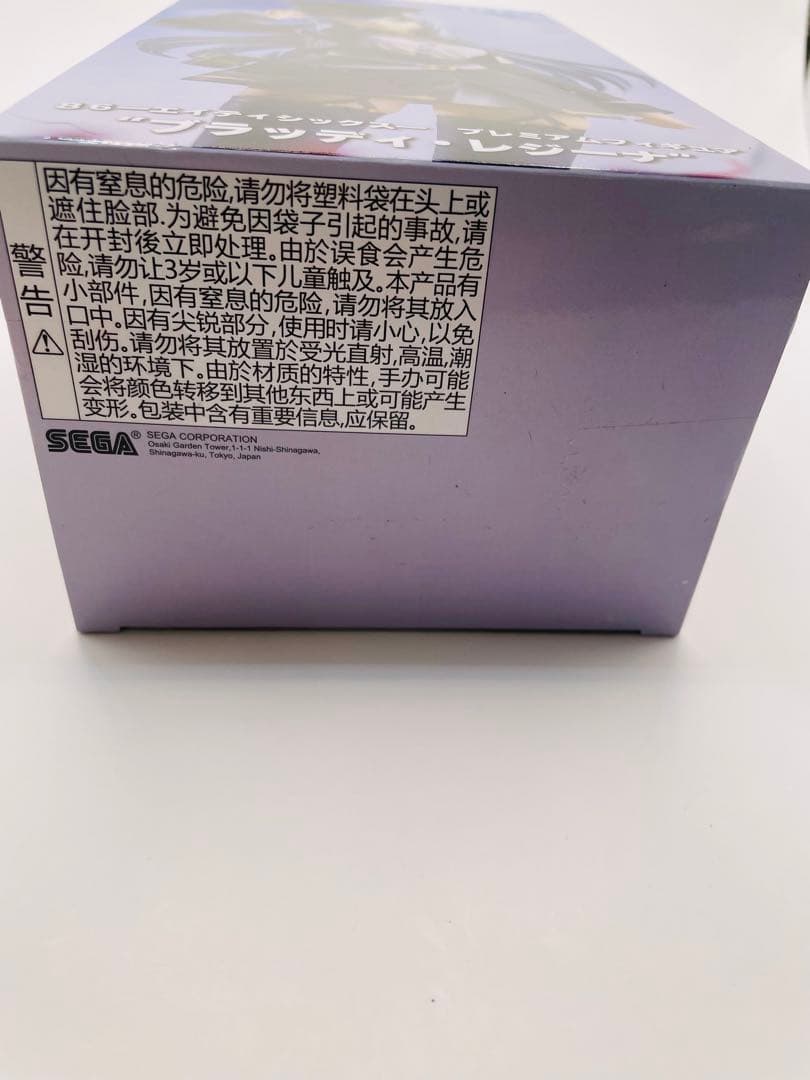 86—エイティシックス— プレミアムフィギュア
"ブラッディ・レジーナ"
警告
因有窒息的危险,请勿将塑料袋在头上或
遮住脸部.为避免因袋子引起的事故,请
在开封後立即处理。由於误食会产生危
险,请勿让3岁或以下儿童触及。本产品有
小部件,因有窒息的危险,请勿将其放入
口中。因有尖锐部分,使用时请小心,以免
刮伤。请勿将其放置於受光直射,高温,潮
湿的环境下。由於材质的特性,手办可能
会将颜色转移到其他东西上或可能产生
变形。包装中含有重要信息,应保留。
SEGA® SEGA CORPORATION
Osaki Garden Tower,1-1-1 Nishi-Shinagawa,
Shinagawa-ku, Tokyo, Japan